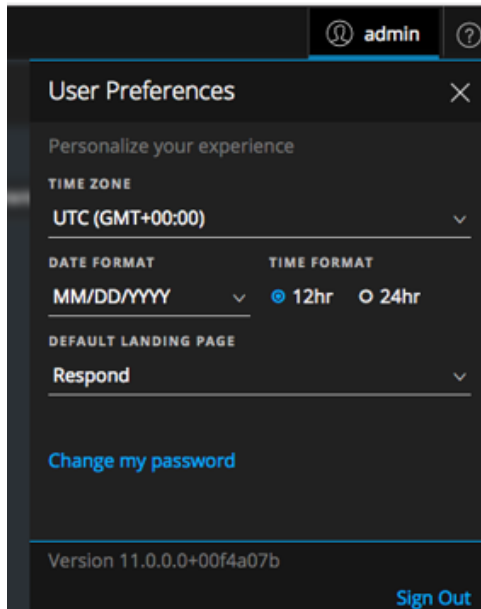 admin ?
User Preferences
Personalize your experience
TIME ZONE
UTC (GMT+00:00)
DATE FORMAT TIME FORMAT
MM/DD/YYYY 12hr 24hr
DEFAULT LANDING PAGE
Respond
Change my password
Version 11.0.0.0+00f4a07b
Sign Out